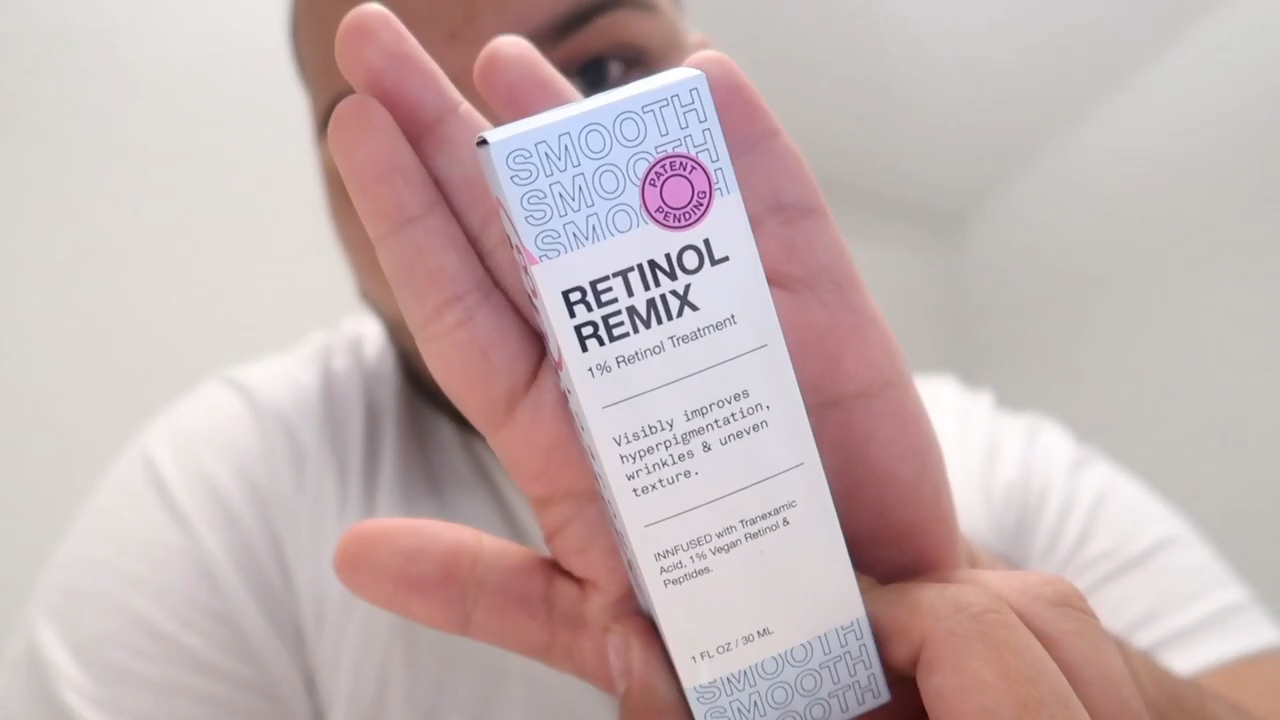 SMOOTH
SMOOTH
SMOOTH
PATENT
PENDING
RETINOL
REMIX
1% Retinol Treatment
Visibly improves
hyperpigmentation,
wrinkles & uneven
texture.
INNFUSED with Tranexamic
Acid, 1% Vegan Retinol &
Peptides.
1 FL OZ / 30 ML
SMOOTH
SMOOTH
SMOOTH